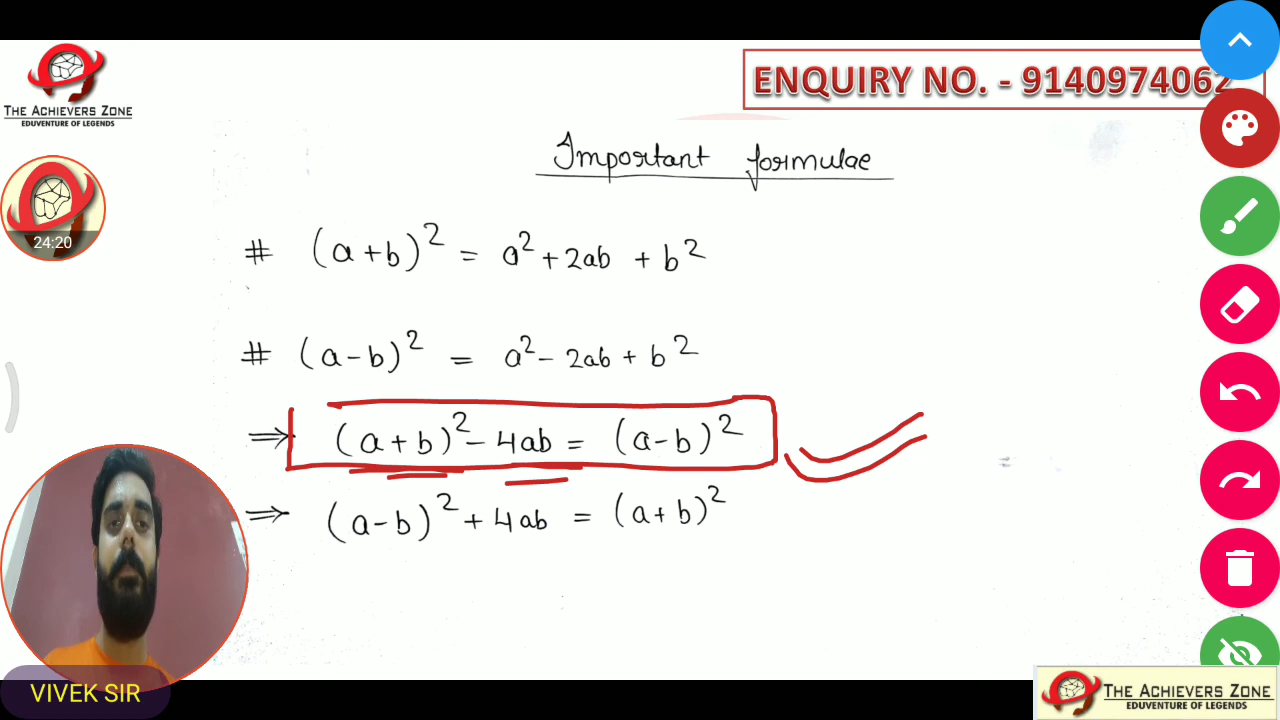 THE ACHIEVERS ZONE
EDUVENTURE OF LEGENDS
ENQUIRY NO. - 9140974062
Important formulae
24:20
# (a+b)² = a² + 2ab + b²
# (a-b)² = a² - 2ab + b²
⇒ (a+b)² - 4ab = (a-b)²
⇒ (a-b)² + 4ab = (a+b)²
VIVEK SIR
THE ACHIEVERS ZONE
EDUVENTURE OF LEGENDS